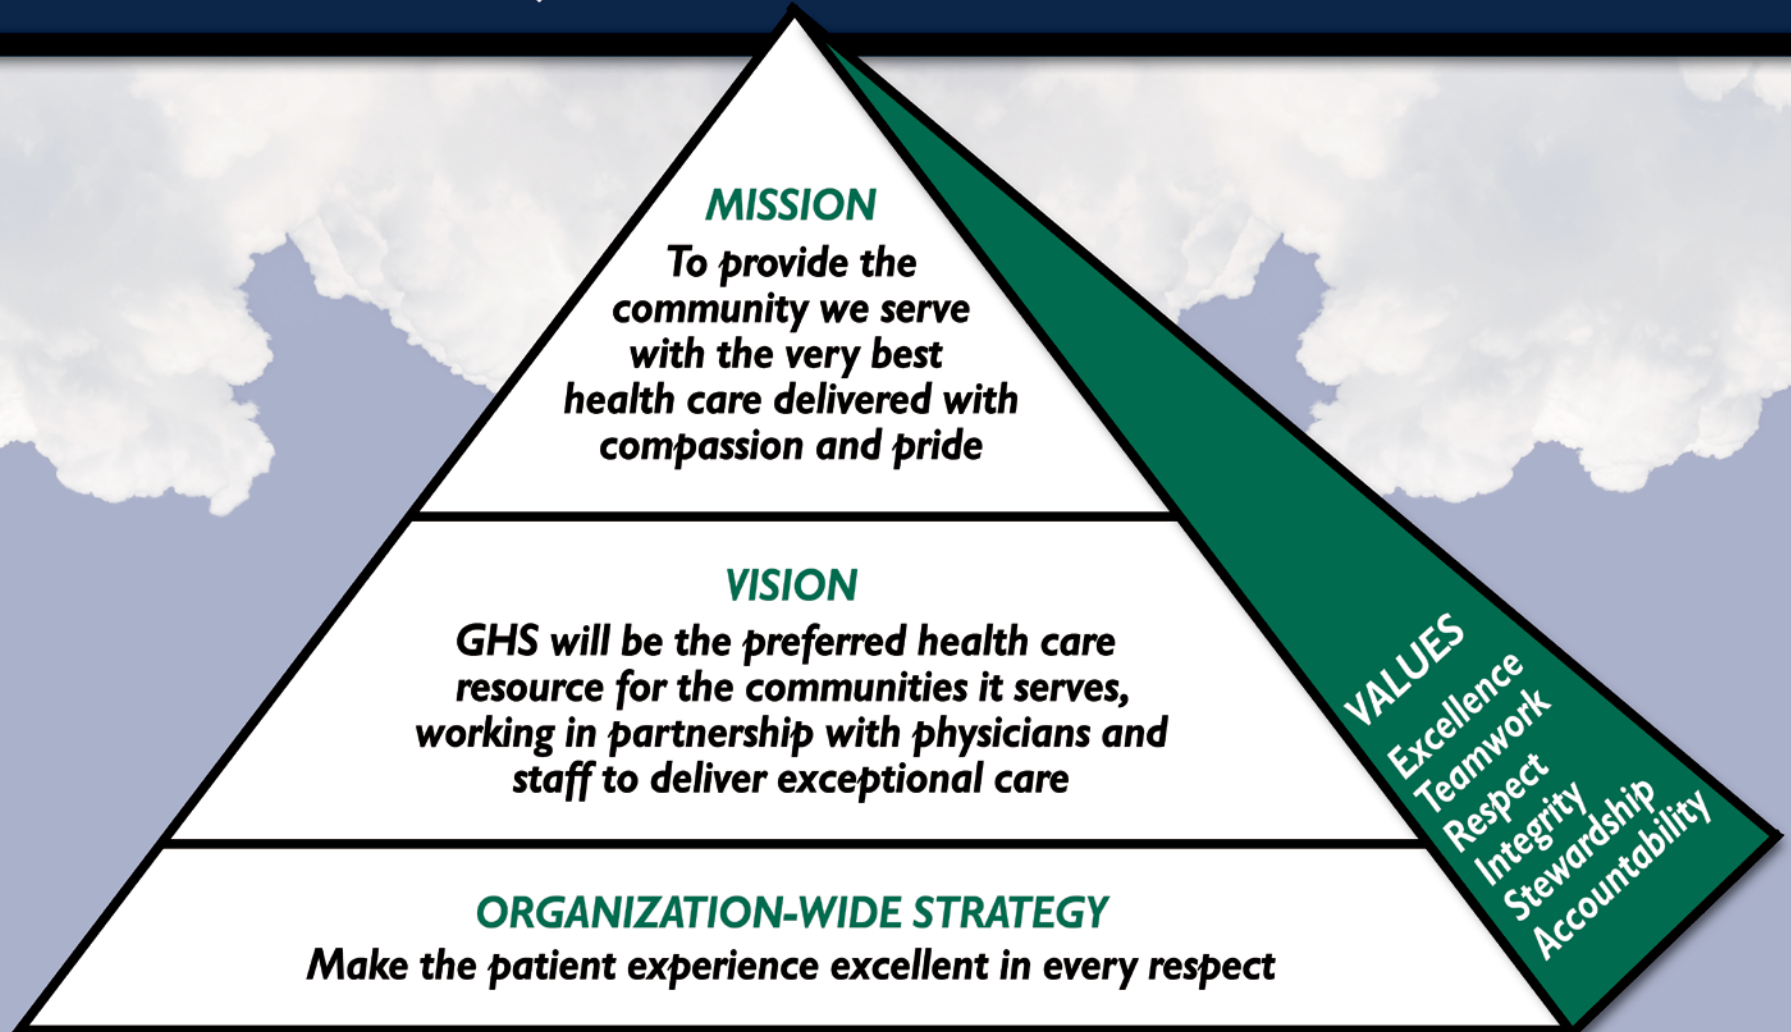 MISSION
To provide the
community we serve
with the very best
health care delivered with
compassion and pride
VISION
GHS will be the preferred health care
resource for the communities it serves,
working in partnership with physicians and
staff to deliver exceptional care
ORGANIZATION-WIDE STRATEGY
Make the patient experience excellent in every respect
VALUES
Excellence
Teamwork
Respect
Integrity
Stewardship
Accountability